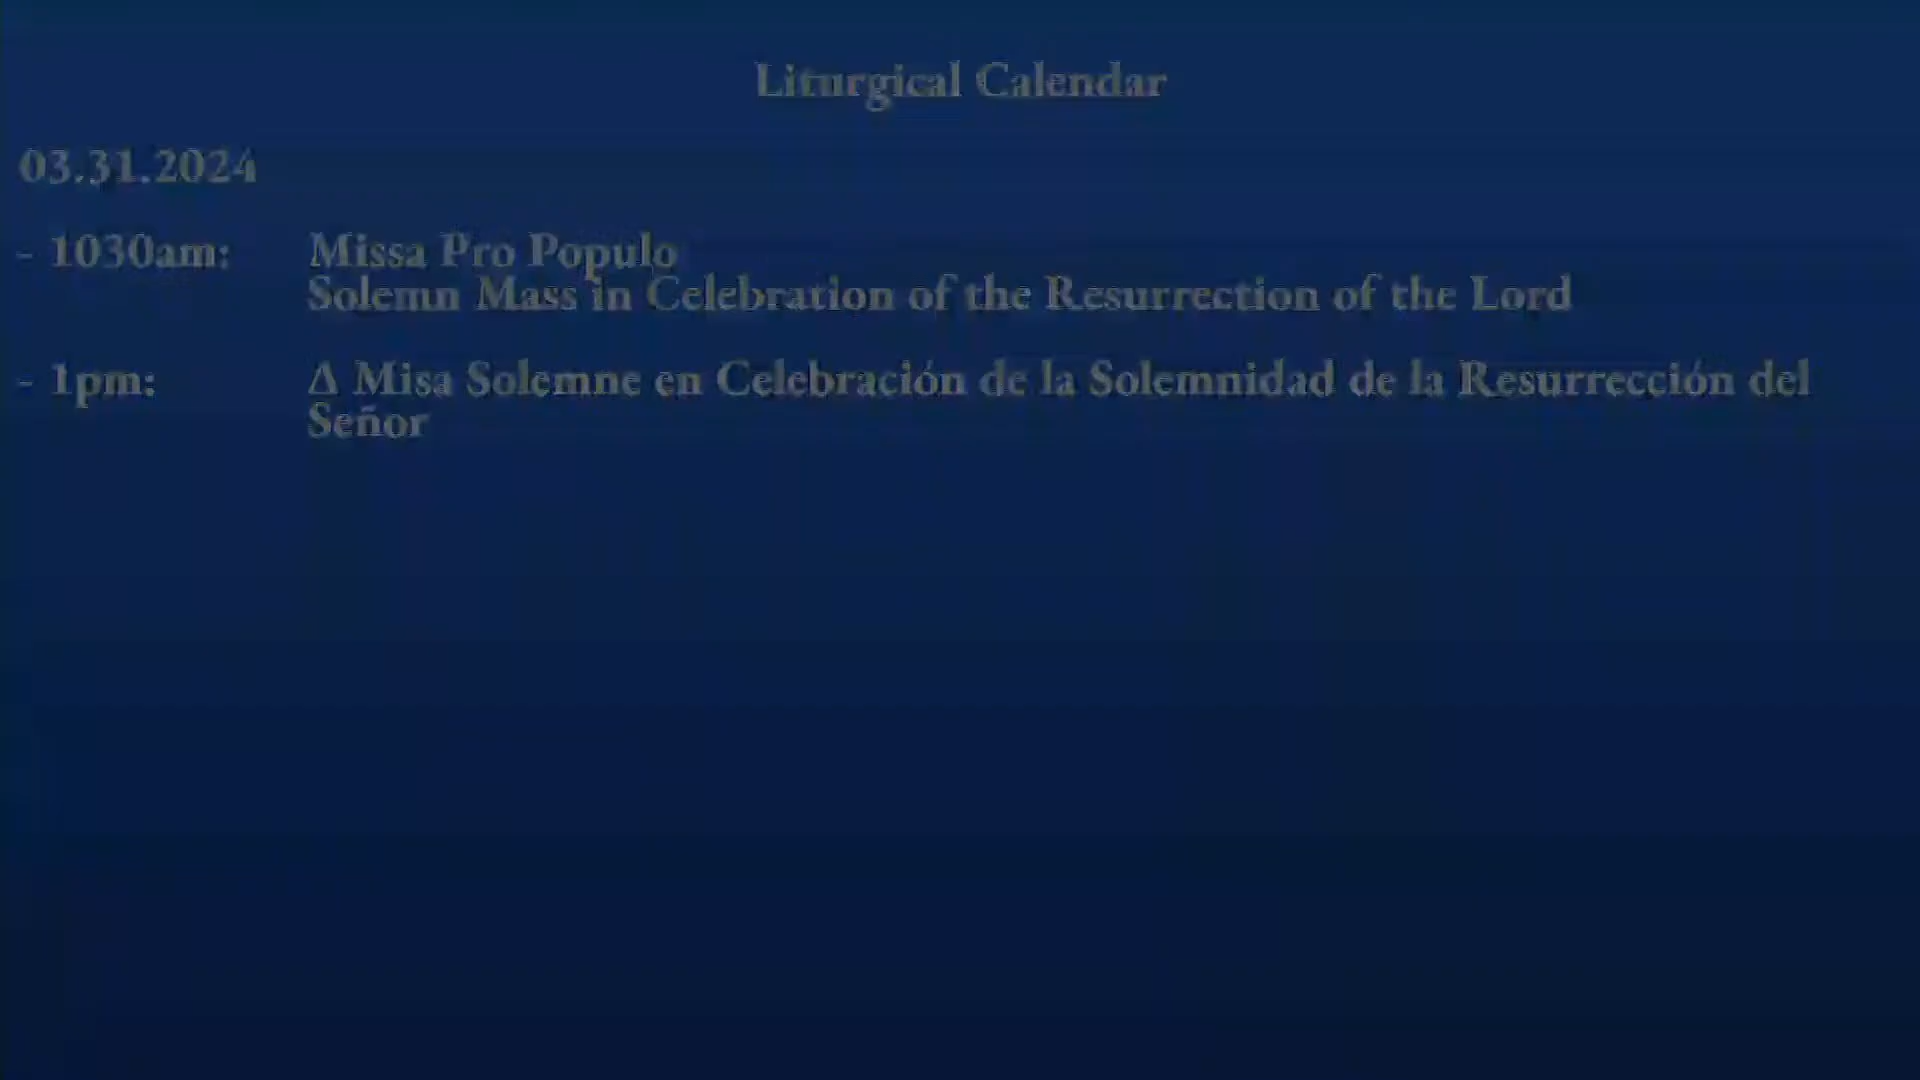 Liturgical Calendar
03.31.2024
- 1030am: Missa Pro Populo
Solemn Mass in Celebration of the Resurrection of the Lord
- 1pm: Δ Misa Solemne en Celebración de la Solemnidad de la Resurrección del
Señor